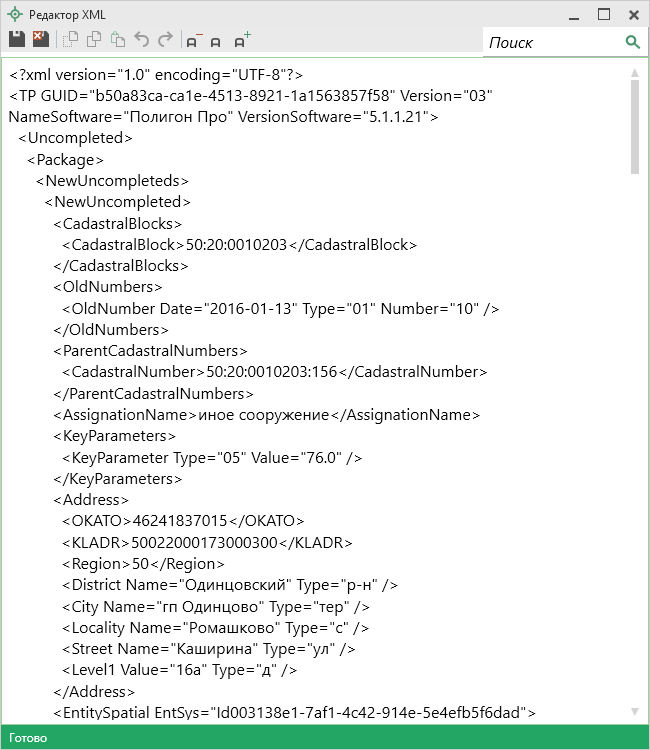 Редактор XML
Поиск
<?xml version="1.0" encoding="UTF-8"?>
<TP GUID="b50a83ca-ca1e-4513-8921-1a1563857f58" Version="03"
NameSoftware="Полигон Про" VersionSoftware="5.1.1.21">
<Uncompleted>
<Package>
<NewUncompleteds>
<NewUncompleted>
<CadastralBlocks>
<CadastralBlock>50:20:0010203</CadastralBlock>
</CadastralBlocks>
<OldNumbers>
<OldNumber Date="2016-01-13" Type="01" Number="10" />
</OldNumbers>
<ParentCadastralNumbers>
<CadastralNumber>50:20:0010203:156</CadastralNumber>
</ParentCadastralNumbers>
<AssignationName>иное сооружение</AssignationName>
<KeyParameters>
<KeyParameter Type="05" Value="76.0" />
</KeyParameters>
<Address>
<OKATO>46241837015</OKATO>
<KLADR>50022000173000300</KLADR>
<Region>50</Region>
<District Name="Одинцовский" Type="р-н" />
<City Name="гп Одинцово" Type="тер" />
<Locality Name="Ромашково" Type="с" />
<Street Name="Каширина" Type="ул" />
<Level1 Value="16а" Type="д" />
</Address>
<EntitySpatial EntSys="Id003138e1-7af1-4c42-914e-5e4efb5f6dad">
Готово